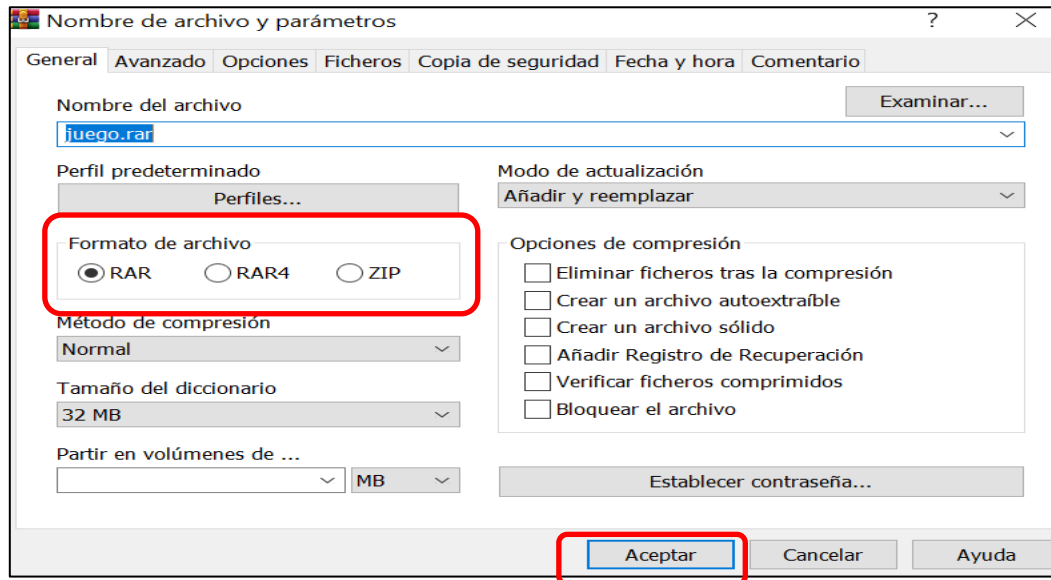 Nombre de archivo y parámetros
General Avanzado Opciones Ficheros Copia de seguridad Fecha y hora Comentario
Nombre del archivo
Examinar...
juego.rar
Perfil predeterminado
Perfiles...
Modo de actualización
Añadir y reemplazar
Formato de archivo
RAR RAR4 ZIP
Método de compresión
Normal
Tamaño del diccionario
32 MB
Partir en volúmenes de ...
MB
Opciones de compresión
Eliminar ficheros tras la compresión
Crear un archivo autoextraíble
Crear un archivo sólido
Añadir Registro de Recuperación
Verificar ficheros comprimidos
Bloquear el archivo
Establecer contraseña...
Aceptar Cancelar Ayuda